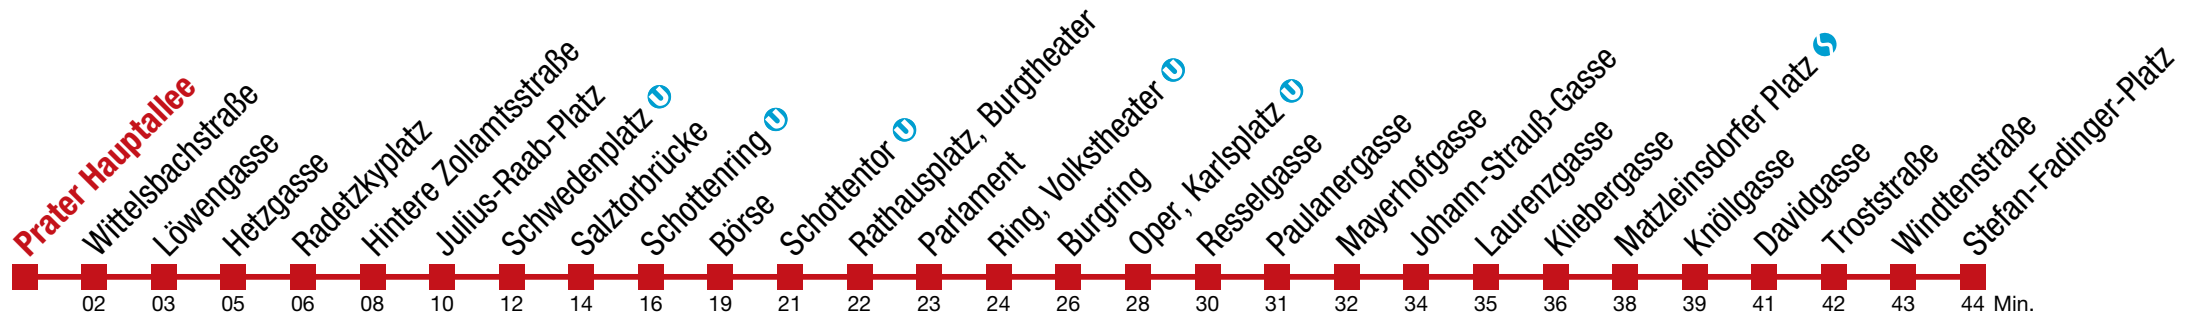 Prater Hauptallee
Wittelsbachstraße
Löwengasse
Hetzgasse
Radetzkyplatz
Hintere Zollamtsstraße
Julius-Raab-Platz
Schwedenplatz U
Salztorbrücke
Schottenring U
Börse
Schottentor U
Rathausplatz, Burgtheater
Parlament
Ring, Volkstheater U
Burgring
Oper, Karlsplatz U
Resselgasse
Paulanergasse
Mayerhofgasse
Johann-Strauß-Gasse
Laurenzgasse
Kliebergasse
Matzleinsdorfer Platz S
Knöllgasse
Davidgasse
Troststraße
Windtenstraße
Stefan-Fadinger-Platz
02 03 05 06 08 10 12 14 16 19 21 22 23 24 26 28 30 31 32 34 35 36 38 39 41 42 43 44 Min.